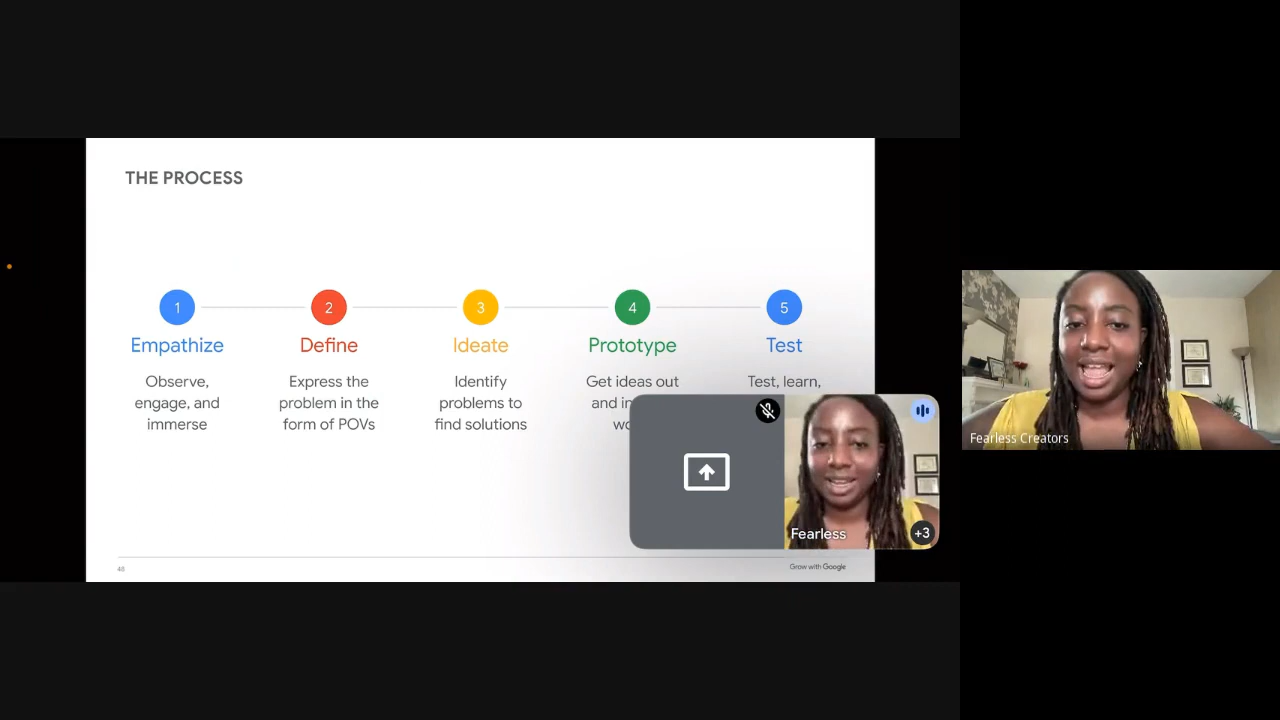 THE PROCESS
1
2
3
4
5
Empathize
Define
Ideate
Prototype
Test
Observe,
engage, and
immerse
Express the
problem in the
form of POVs
Identify
problems to
find solutions
Get ideas out
and in
Test, learn,
Fearless
+3
48
Grow with Google
Fearless Creators